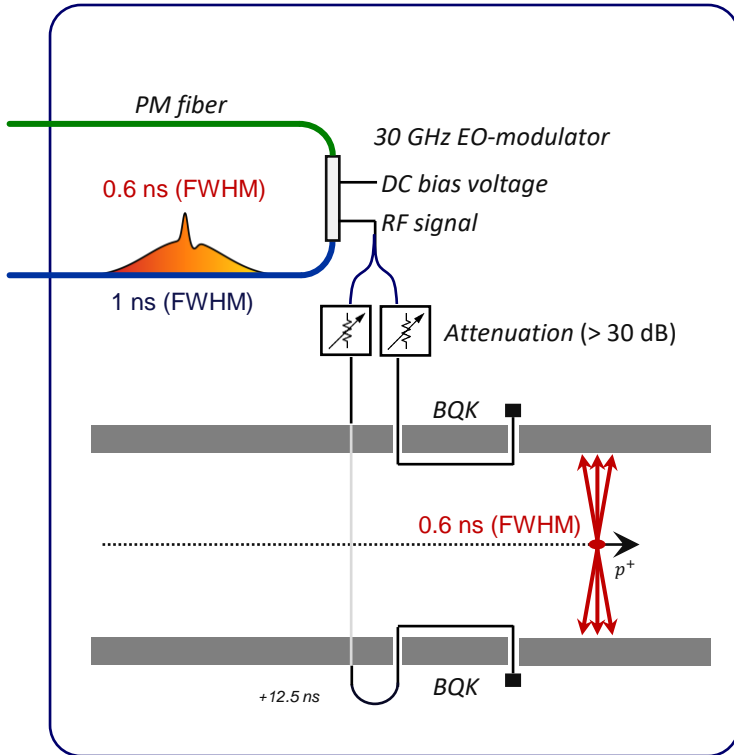 PM fiber
30 GHz EO-modulator
0.6 ns (FWHM)
DC bias voltage
RF signal
1 ns (FWHM)
Attenuation (> 30 dB)
BQK
0.6 ns (FWHM)
p⁺
+12.5 ns
BQK